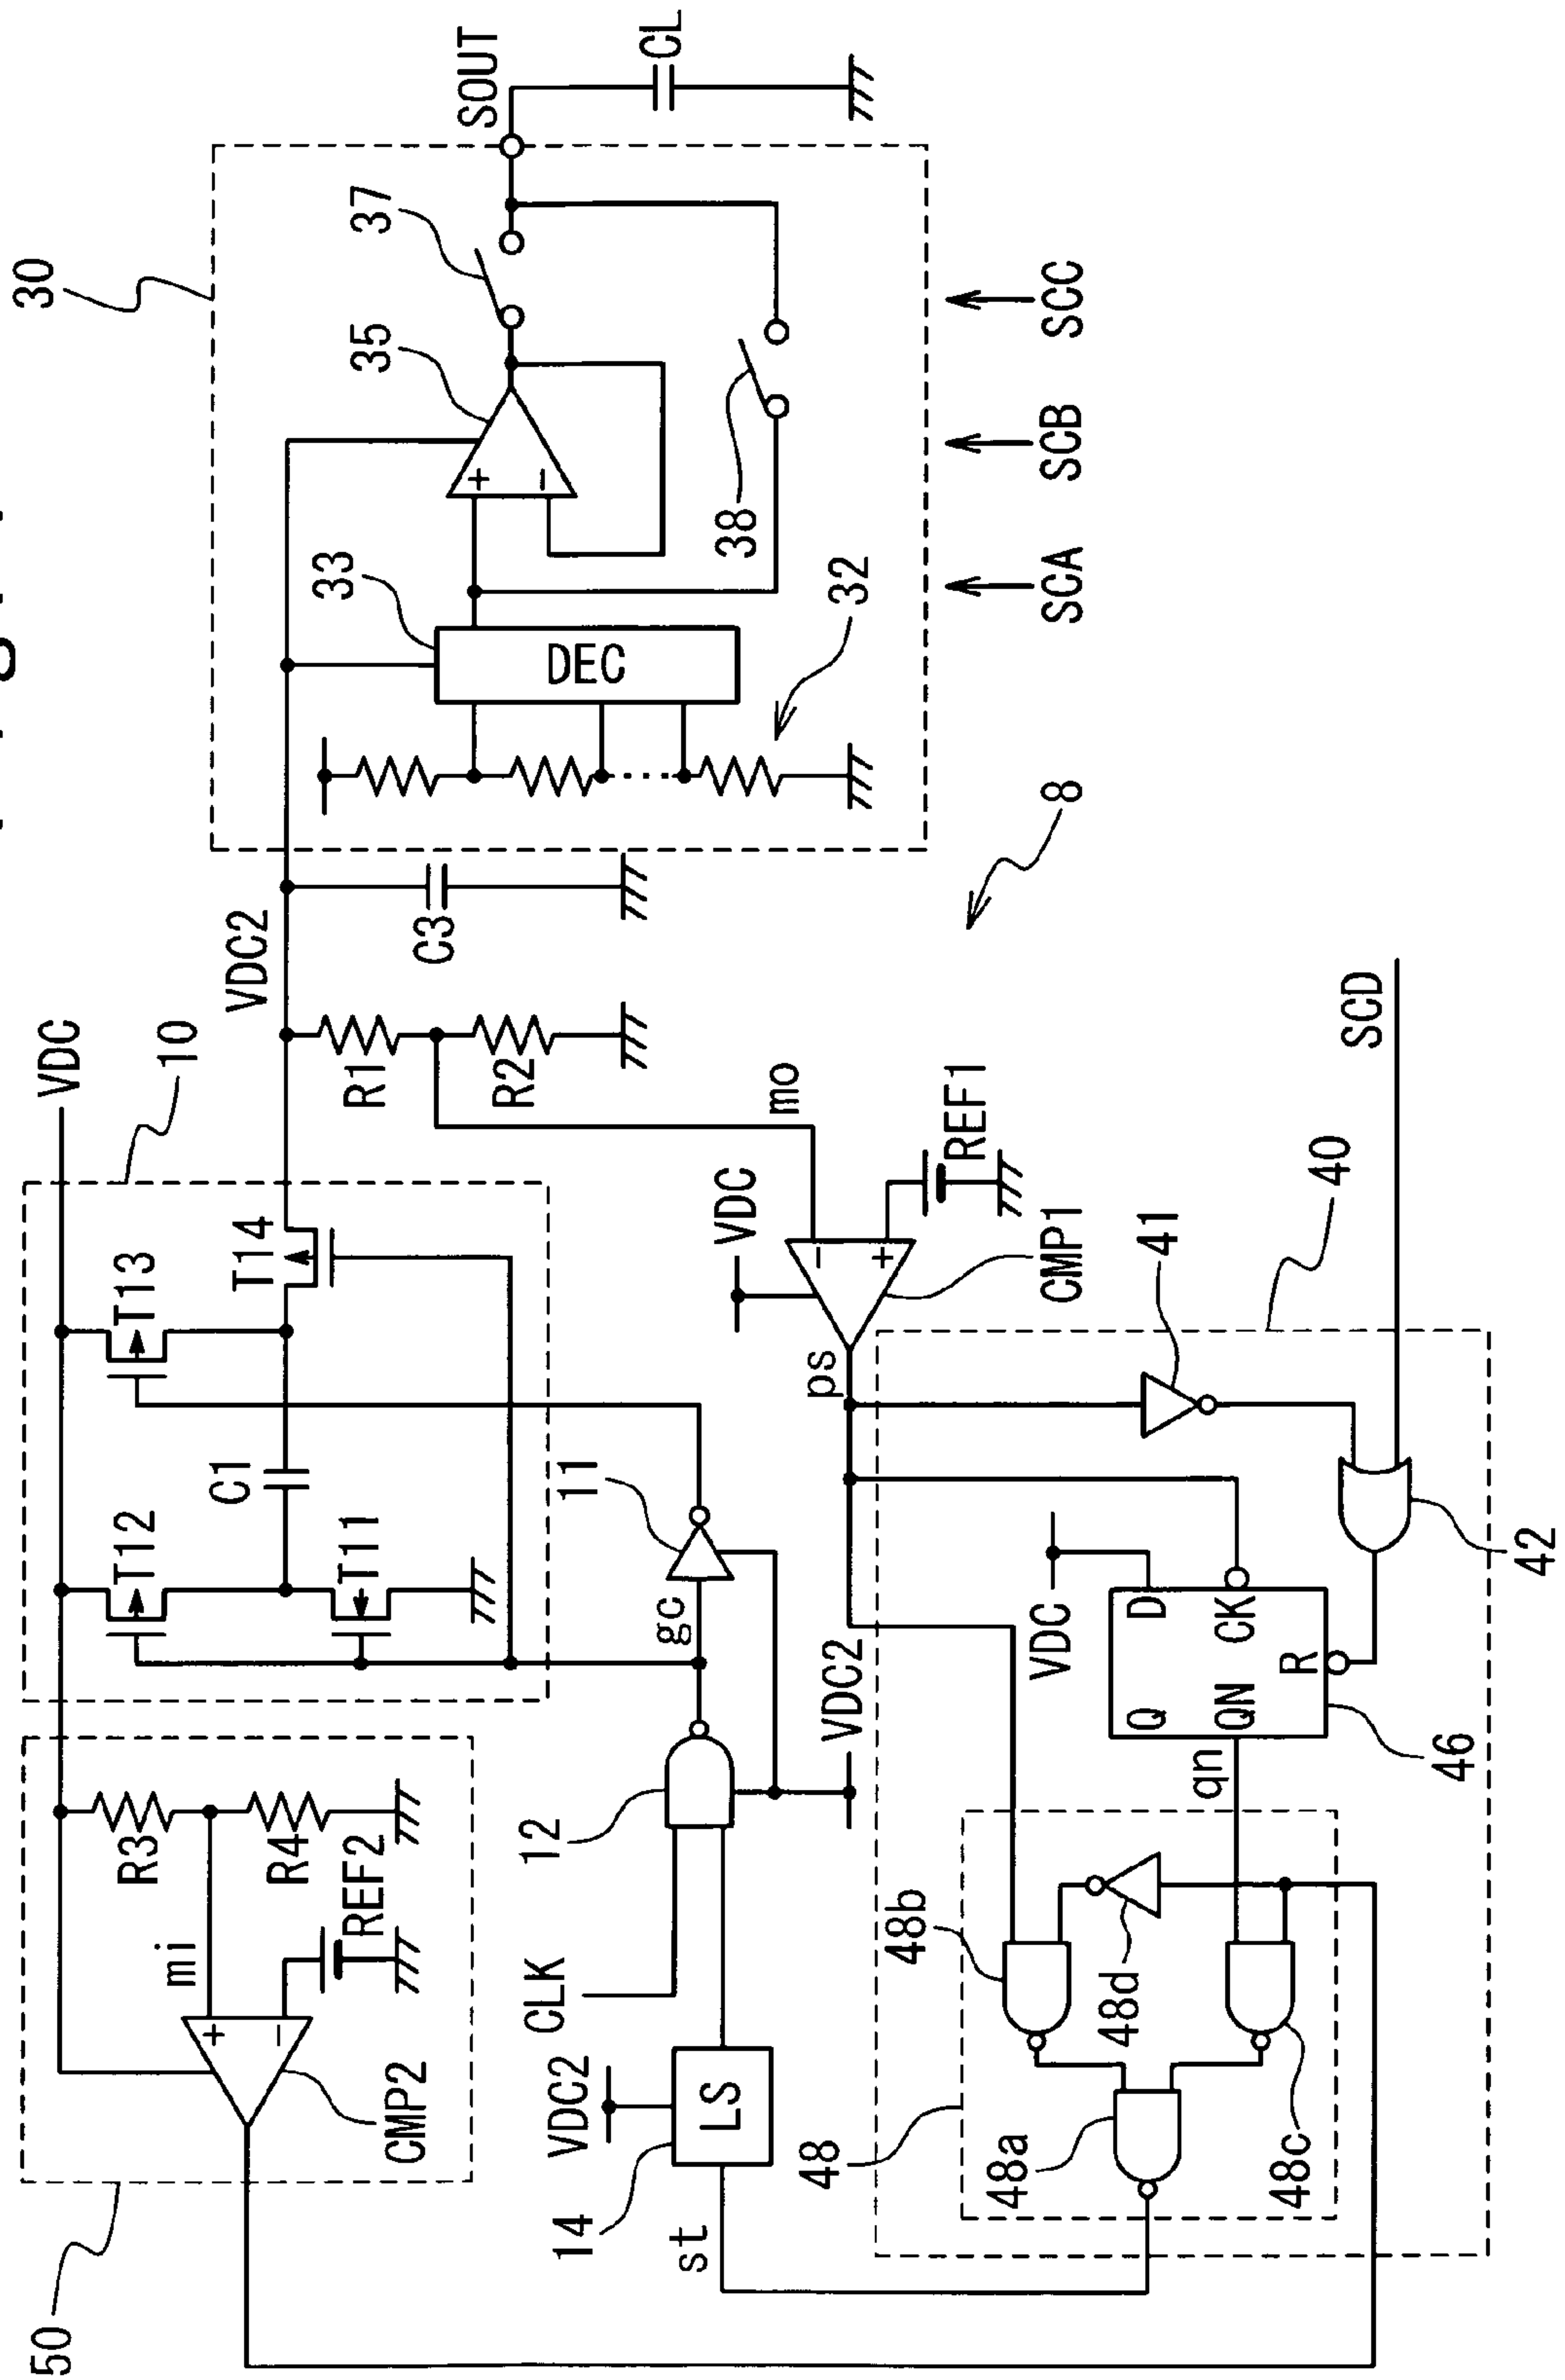 30
SOUT
CL
37
35
33
38
32
DEC
SCA
SCB
SCC
VDC2
C3
8
VDC
10
R1
R2
mo
REF1
SCD
T14
T13
VDC
CMP1
41
40
ps
C1
T12
T11
11
gc
VDC
D
CK
Q
QN
R
42
46
12
VDC2
qn
R3
R4
REF2
mi
CLK
48b
48d
CMP2
VDC2
LS
14
48
48a
48c
st
50